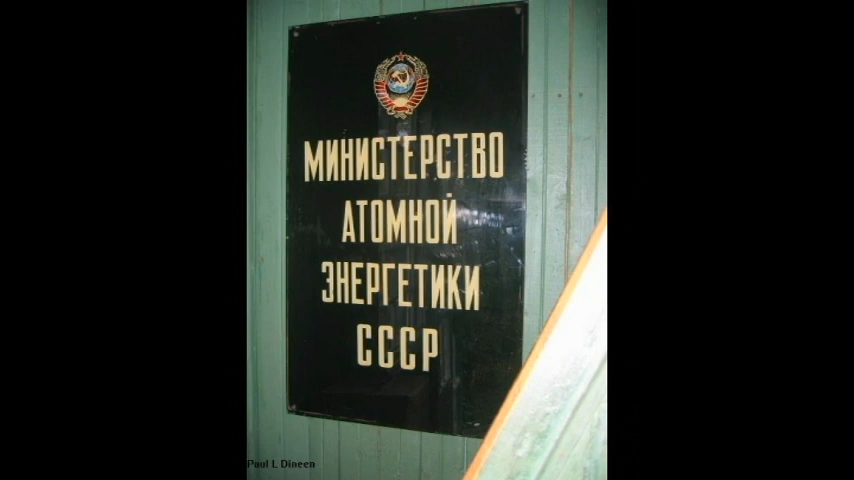 МИНИСТЕРСТВО
АТОМНОЙ
ЭНЕРГЕТИКИ
СССР
Paul L Dineen